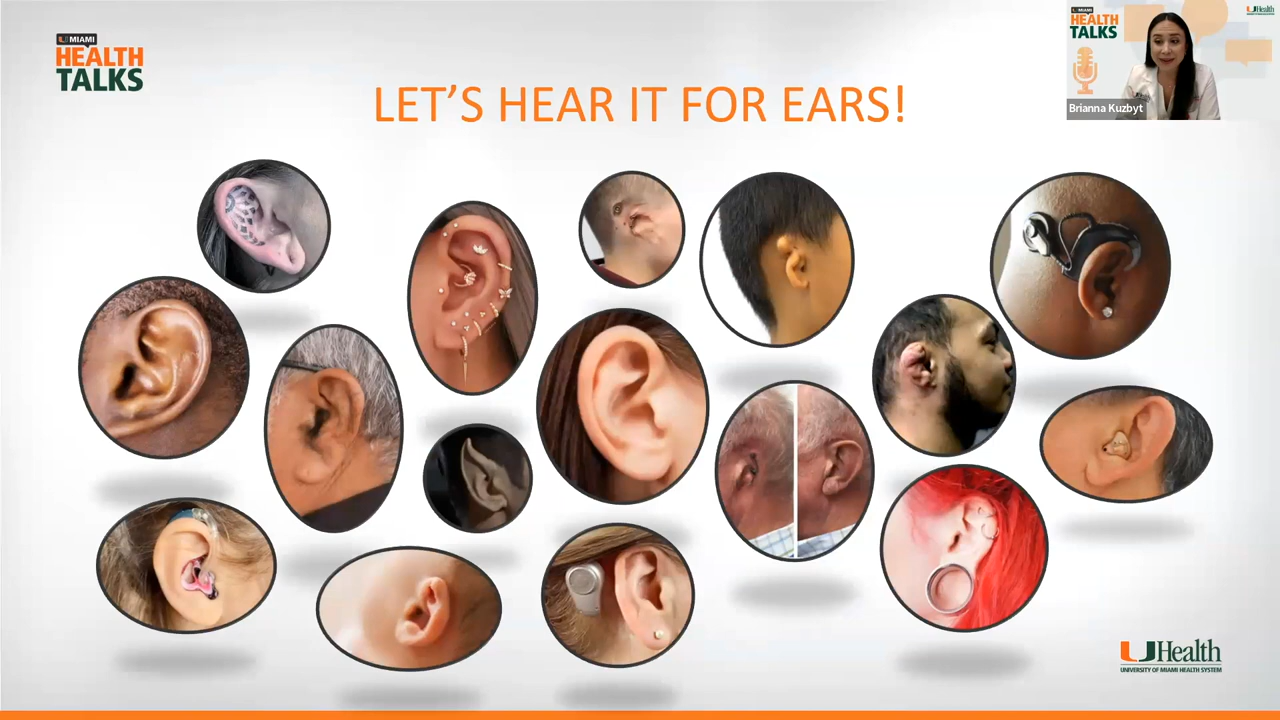 U MIAMI
HEALTH
TALKS
LET'S HEAR IT FOR EARS!
U MIAMI
HEALTH
TALKS
UHealth
Brianna Kuzbyt
UHealth
UNIVERSITY OF MIAMI HEALTH SYSTEM